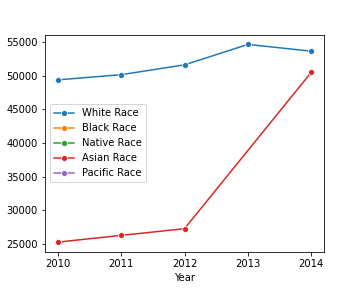 55000
50000
45000
40000
35000
30000
25000
White Race
Black Race
Native Race
Asian Race
Pacific Race
2010 2011 2012 2013 2014
Year